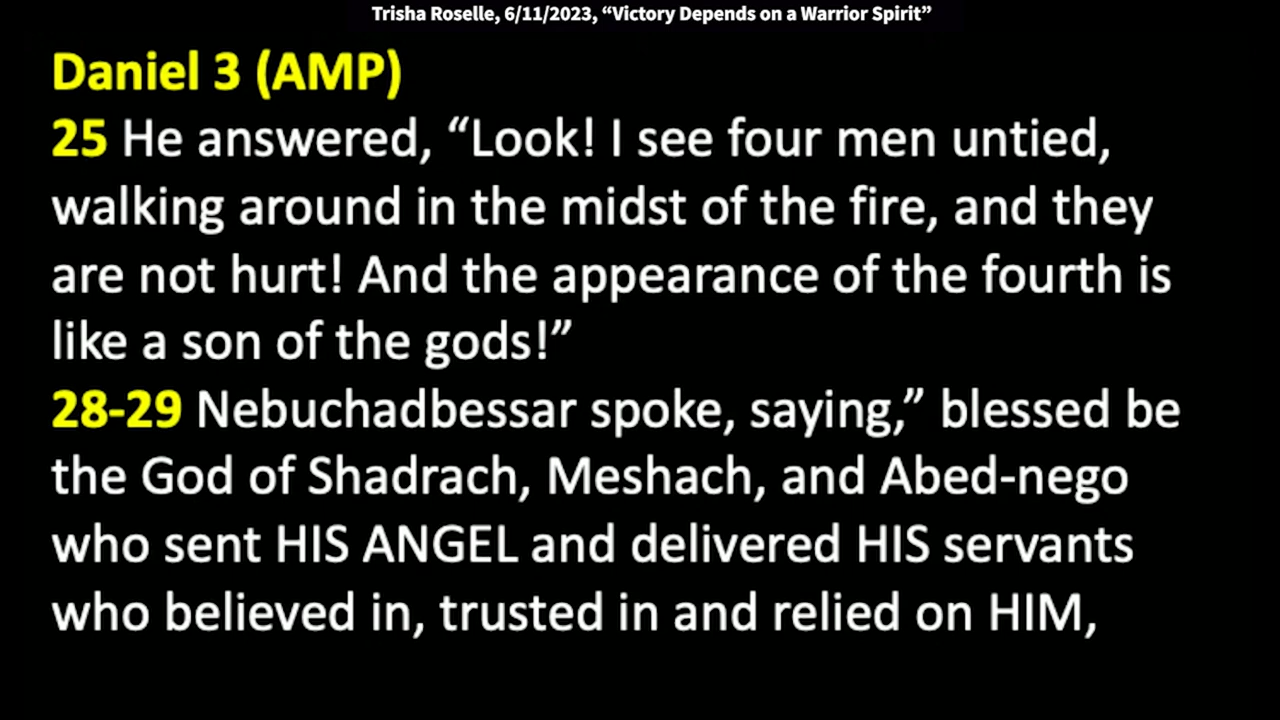 Trisha Roselle, 6/11/2023, “Victory Depends on a Warrior Spirit”
Daniel 3 (AMP)
25 He answered, “Look! I see four men untied,
walking around in the midst of the fire, and they
are not hurt! And the appearance of the fourth is
like a son of the gods!”
28-29 Nebuchadbessar spoke, saying,” blessed be
the God of Shadrach, Meshach, and Abed-nego
who sent HIS ANGEL and delivered HIS servants
who believed in, trusted in and relied on HIM,